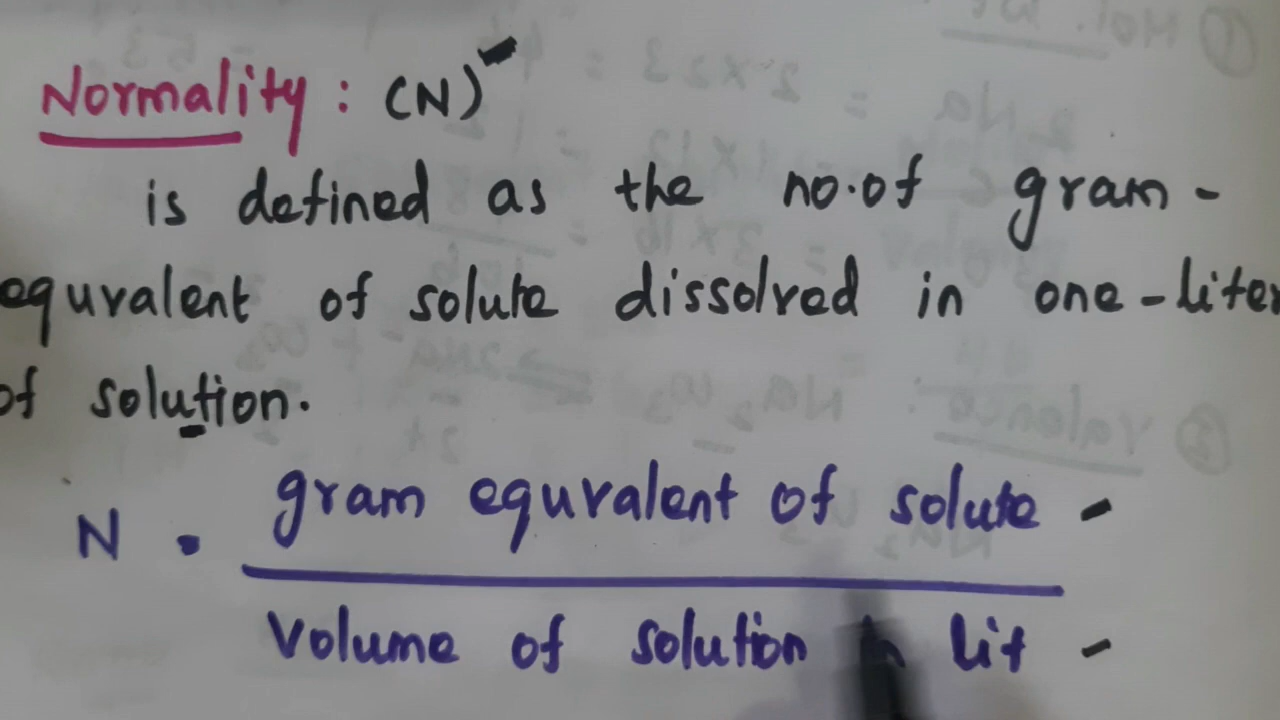 Normality : (N)
is defined as the no.of gram -
equvalent of solute dissolved in one - liter
of solution.
N . gram equvalent of solute
Volume of solution in lit